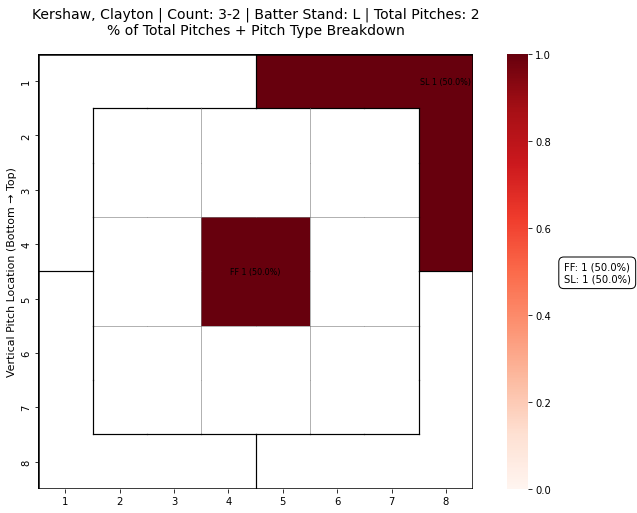 Kershaw, Clayton | Count: 3-2 | Batter Stand: L | Total Pitches: 2
% of Total Pitches + Pitch Type Breakdown
Vertical Pitch Location (Bottom → Top)
1
2
3
4
5
6
7
8
SL 1 (50.0%)
FF 1 (50.0%)
1 2 3 4 5 6 7 8
1.0
0.8
0.6
0.4
0.2
0.0
FF: 1 (50.0%)
SL: 1 (50.0%)